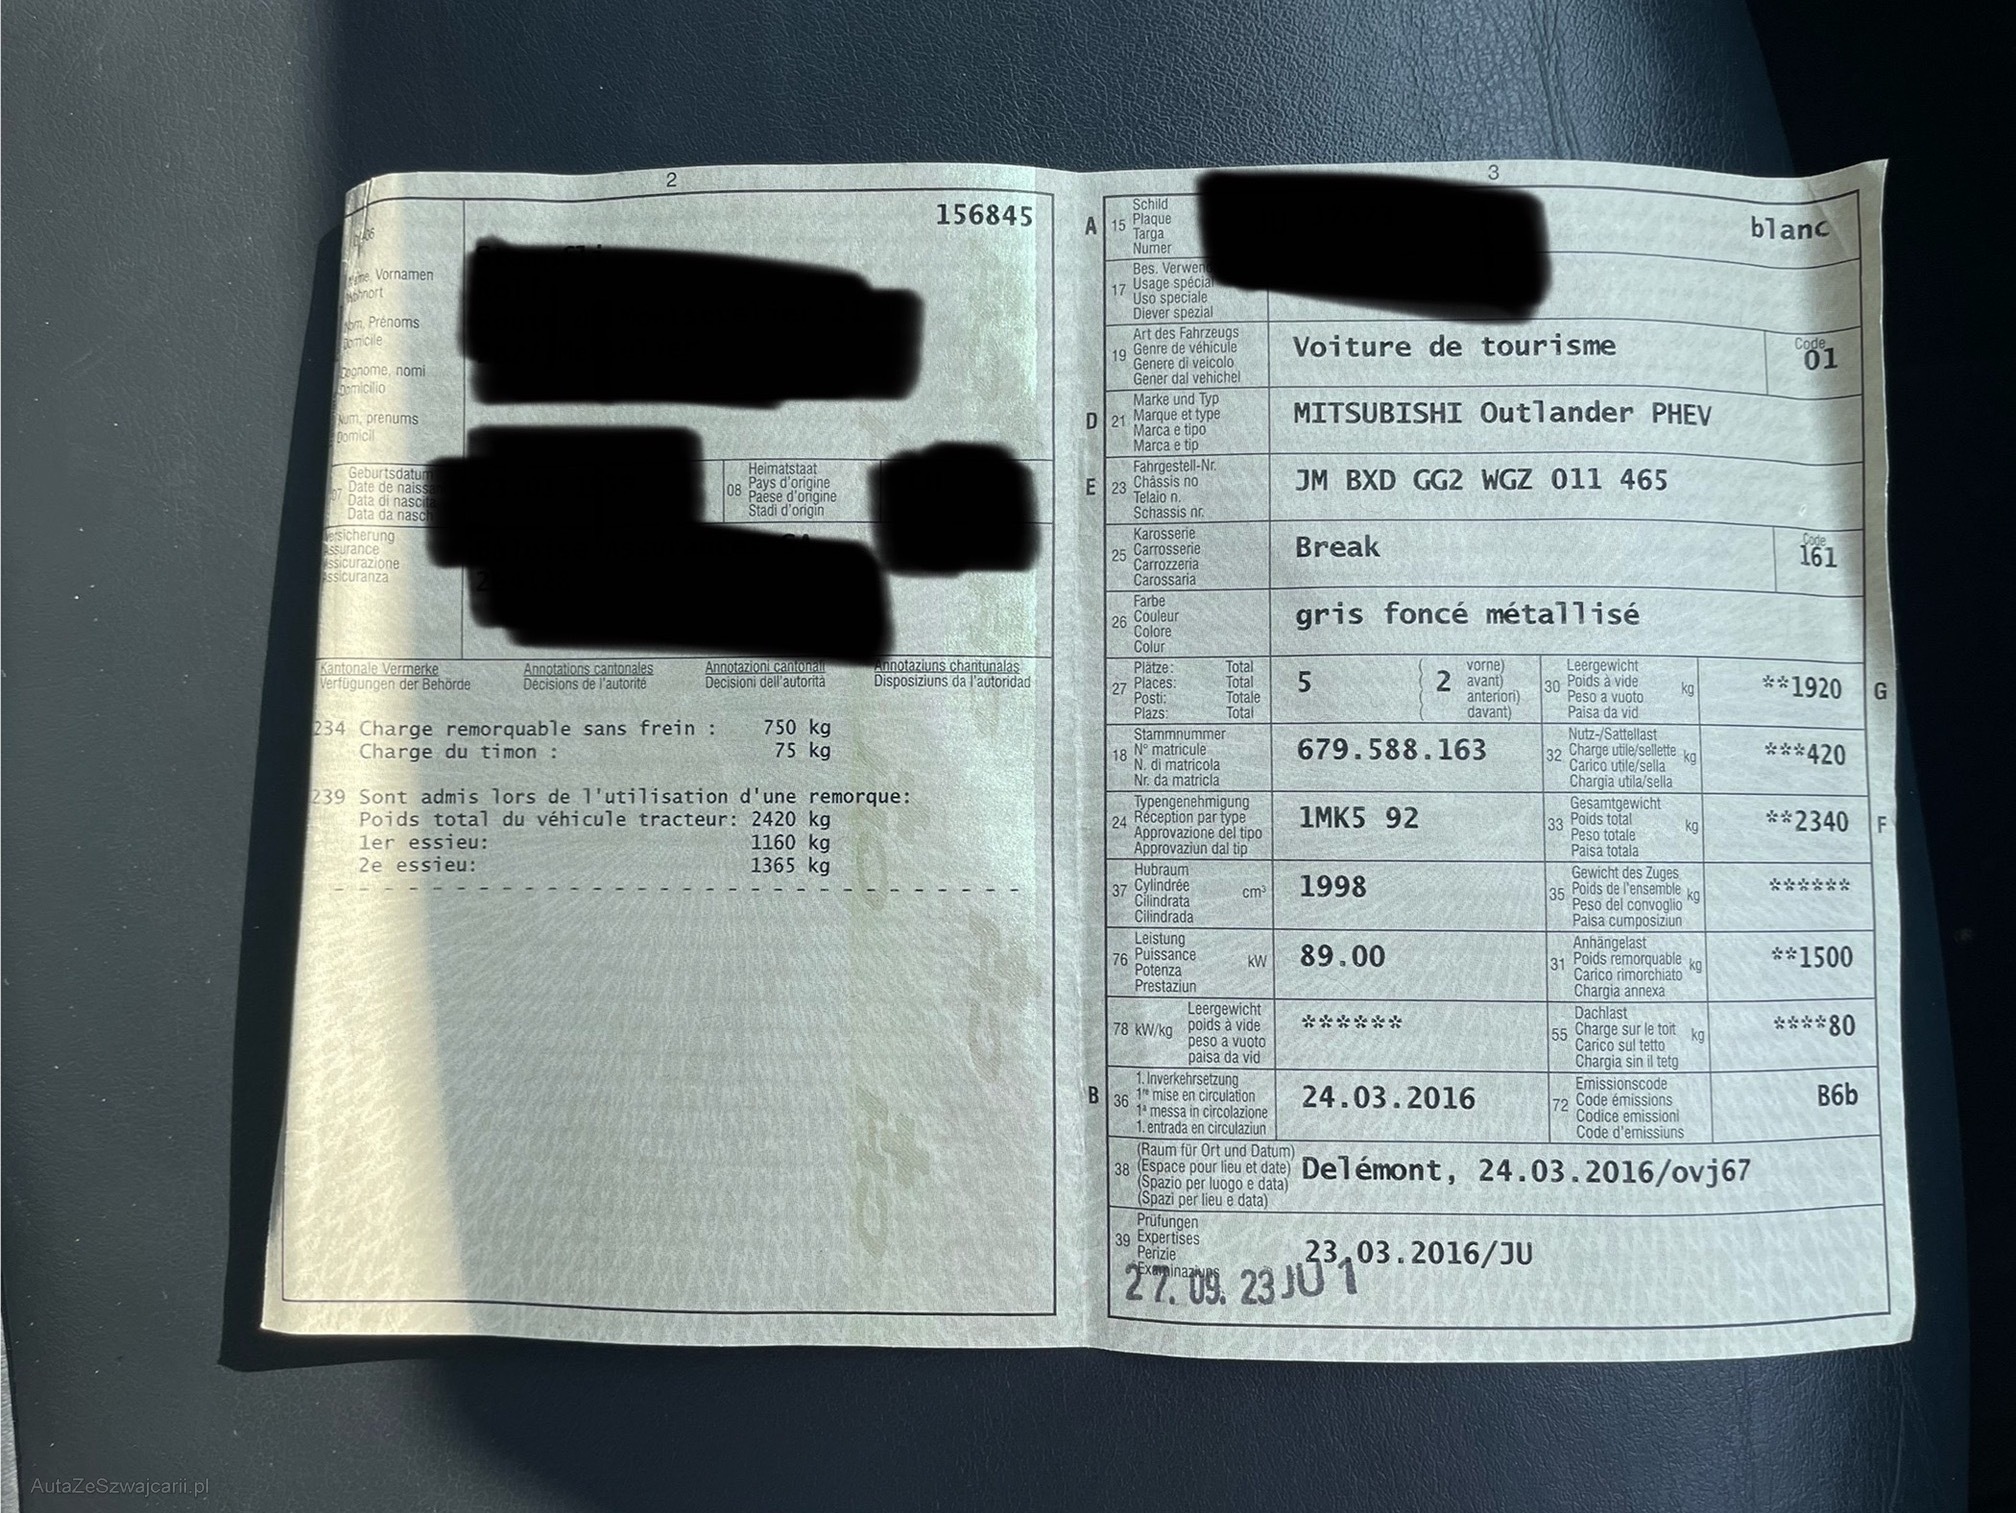 2
156845
Name, Vornamen
Wohnort
Nom, Prénoms
Domicile
Cognome, nomi
Domicilio
Num, prenums
Domicil
Geburtsdatum
07 Date de naissa
Data di nascita
Data da nasch
08 Heimatstaat
Pays d'origine
Paese d'origine
Stadi d'origin
Versicherung
Assurance
Assicurazione
Assicuranza
Kantonale Vermerke Annotations cantonales Annotazioni cantonali Annotaziuns chantunalas
Verfügungen der Behörde Décisions de l'autorité Decisioni dell'autorità Disposiziuns da l'autoridad
234 Charge remorquable sans frein : 750 kg
Charge du timon : 75 kg
239 Sont admis lors de l'utilisation d'une remorque:
Poids total du véhicule tracteur: 2420 kg
1er essieu: 1160 kg
2e essieu: 1365 kg
3
A 15 Schild
Plaque
Targa
Numer
blanc
17 Bes. Verwen
Usage spécia
Uso speciale
Diever spezial
19 Art des Fahrzeugs
Genre de véhicule
Genere di veicolo
Gener dal vehichel
Voiture de tourisme
Code
01
D 21 Marke und Typ
Marque et type
Marca e tipo
Marca e tip
MITSUBISHI Outlander PHEV
E 23 Fahrgestell-Nr.
Châssis no
Telaio n.
Schassis nr.
JM BXD GG2 WGZ 011 465
25 Karosserie
Carrosserie
Carrozzeria
Carossaria
Break
Code
161
26 Farbe
Couleur
Colore
Colur
gris foncé métallisé
27 Plätze: Total
Places: Total
Posti: Totale
Plazs: Total
5
( 2 vorne)
avant)
anteriori)
davant)
30 Leergewicht
Poids à vide
Peso a vuoto kg
Paisa da vid
**1920 G
18 Stammnummer
N° matricule
N. di matricola
Nr. da matricla
679.588.163
32 Nutz-/Sattellast
Charge utile/sellette kg
Carico utile/sella
Chargia utila/sella
***420
24 Typengenehmigung
Réception par type
Approvazione del tipo
Approvaziun dal tip
1MK5 92
33 Gesamtgewicht
Poids total
Peso totale kg
Paisa totala
**2340 F
37 Hubraum
Cylindrée cm³
Cilindrata
Cilindrada
1998
35 Gewicht des Zuges
Poids de l'ensemble kg
Peso del convoglio
Paisa cumposiziun
******
76 Leistung
Puissance kW
Potenza
Prestaziun
89.00
31 Anhängelast
Poids remorquable kg
Carico rimorchiato
Chargia annexa
**1500
78 kW/kg Leergewicht
poids à vide
peso a vuoto
paisa da vid
******
55 Dachlast
Charge sur le toit kg
Carico sul tetto
Chargia sin il tetg
****80
B 36 1. Inverkehrsetzung
1re mise en circulation
1a messa in circolazione
1. entrada en circulaziun
24.03.2016
72 Emissionscode
Code émissions
Codice emissioni
Code d'emissiuns
B6b
38 (Raum für Ort und Datum)
(Espace pour lieu et date)
(Spazio per luogo e data)
(Spazi per lieu e data)
Delémont, 24.03.2016/ovj67
39 Prüfungen
Expertises
Perizie
Examinaziuns
23.03.2016/JU
27. 09. 23 JU 1
AutaZeSzwajcarii.pl